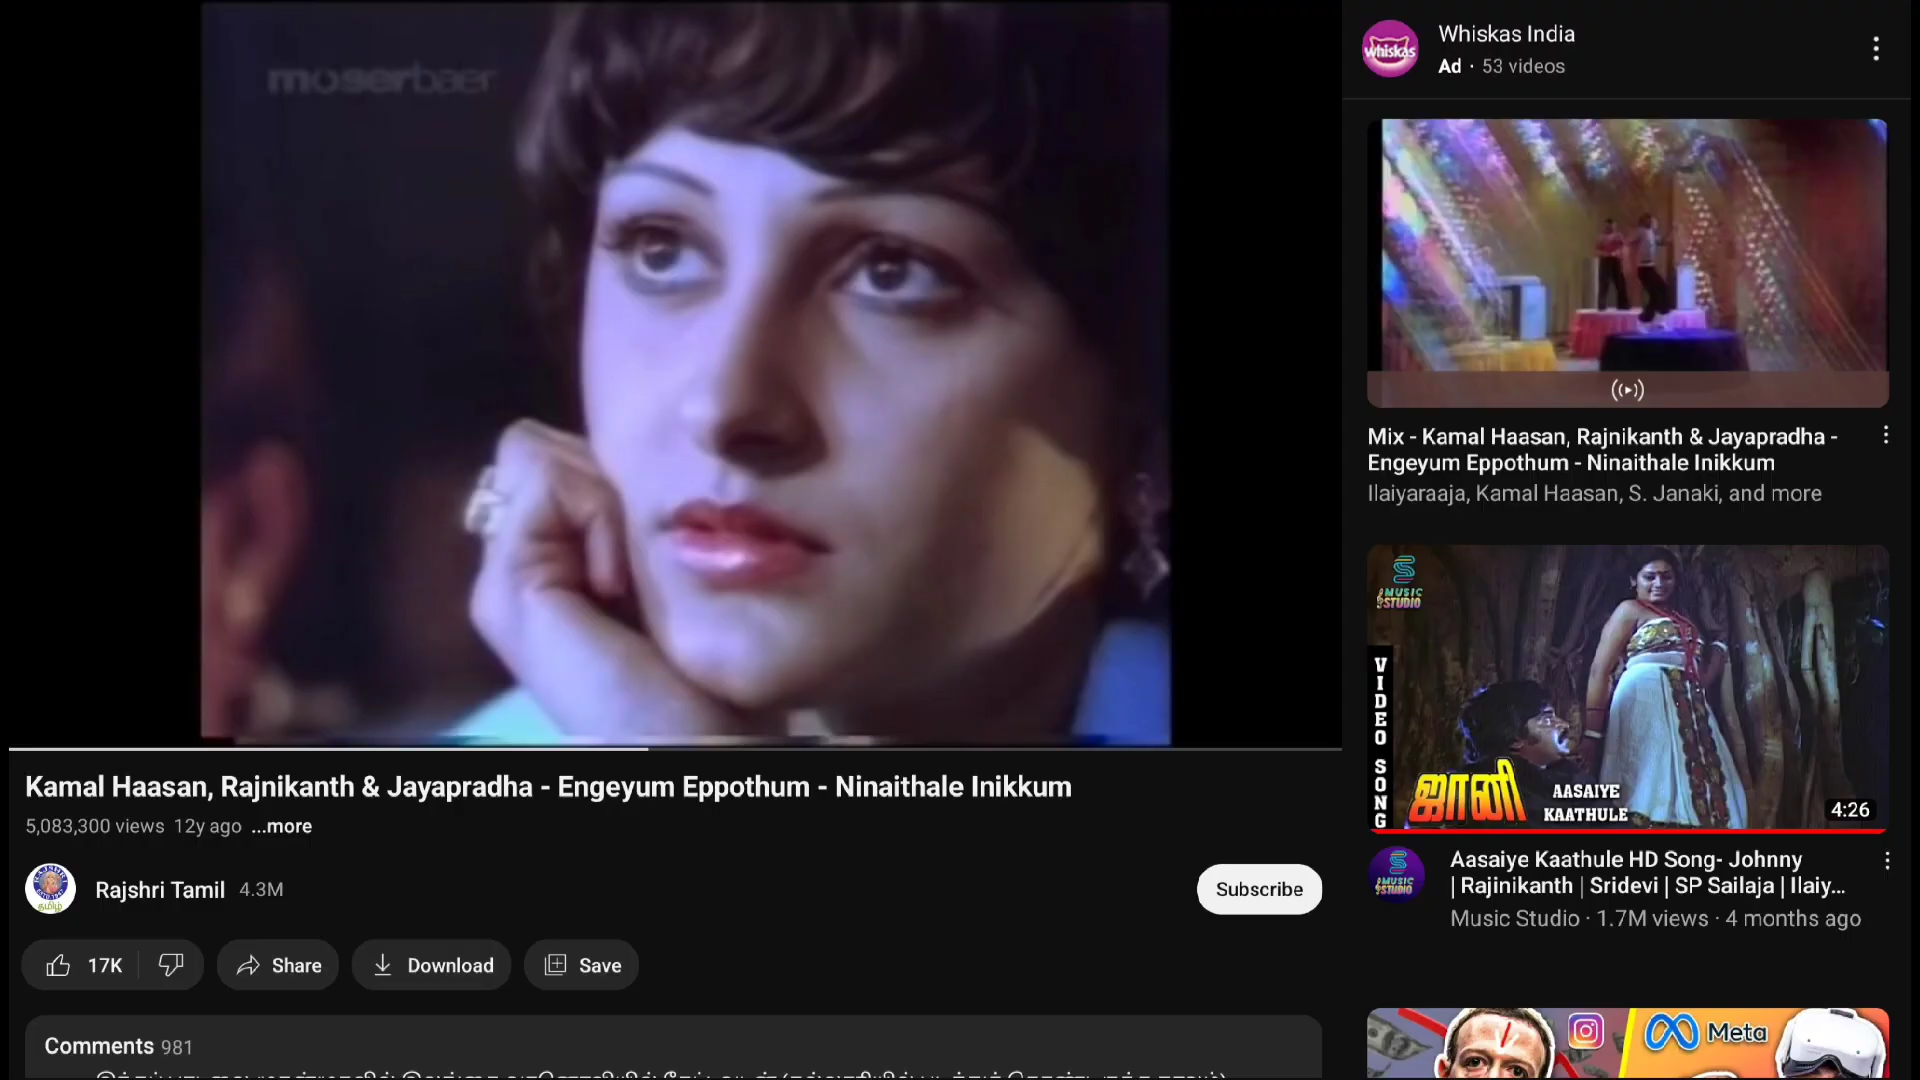 moserbaer
Kamal Haasan, Rajnikanth & Jayapradha - Engeyum Eppothum - Ninaithale Inikkum
5,083,300 views 12y ago ...more
Rajshri Tamil 4.3M
Subscribe
17K
Share
Download
Save
Comments 981
whiskas
Whiskas India
Ad · 53 videos
Mix - Kamal Haasan, Rajnikanth & Jayapradha -
Engeyum Eppothum - Ninaithale Inikkum
Ilaiyaraaja, Kamal Haasan, S. Janaki, and more
MUSIC
STUDIO
VIDEO SONG
ஜானி
AASAIYE
KAATHULE
4:26
MUSIC
STUDIO
Aasaiye Kaathule HD Song- Johnny
| Rajinikanth | Sridevi | SP Sailaja | Ilaiy...
Music Studio · 1.7M views · 4 months ago
Meta